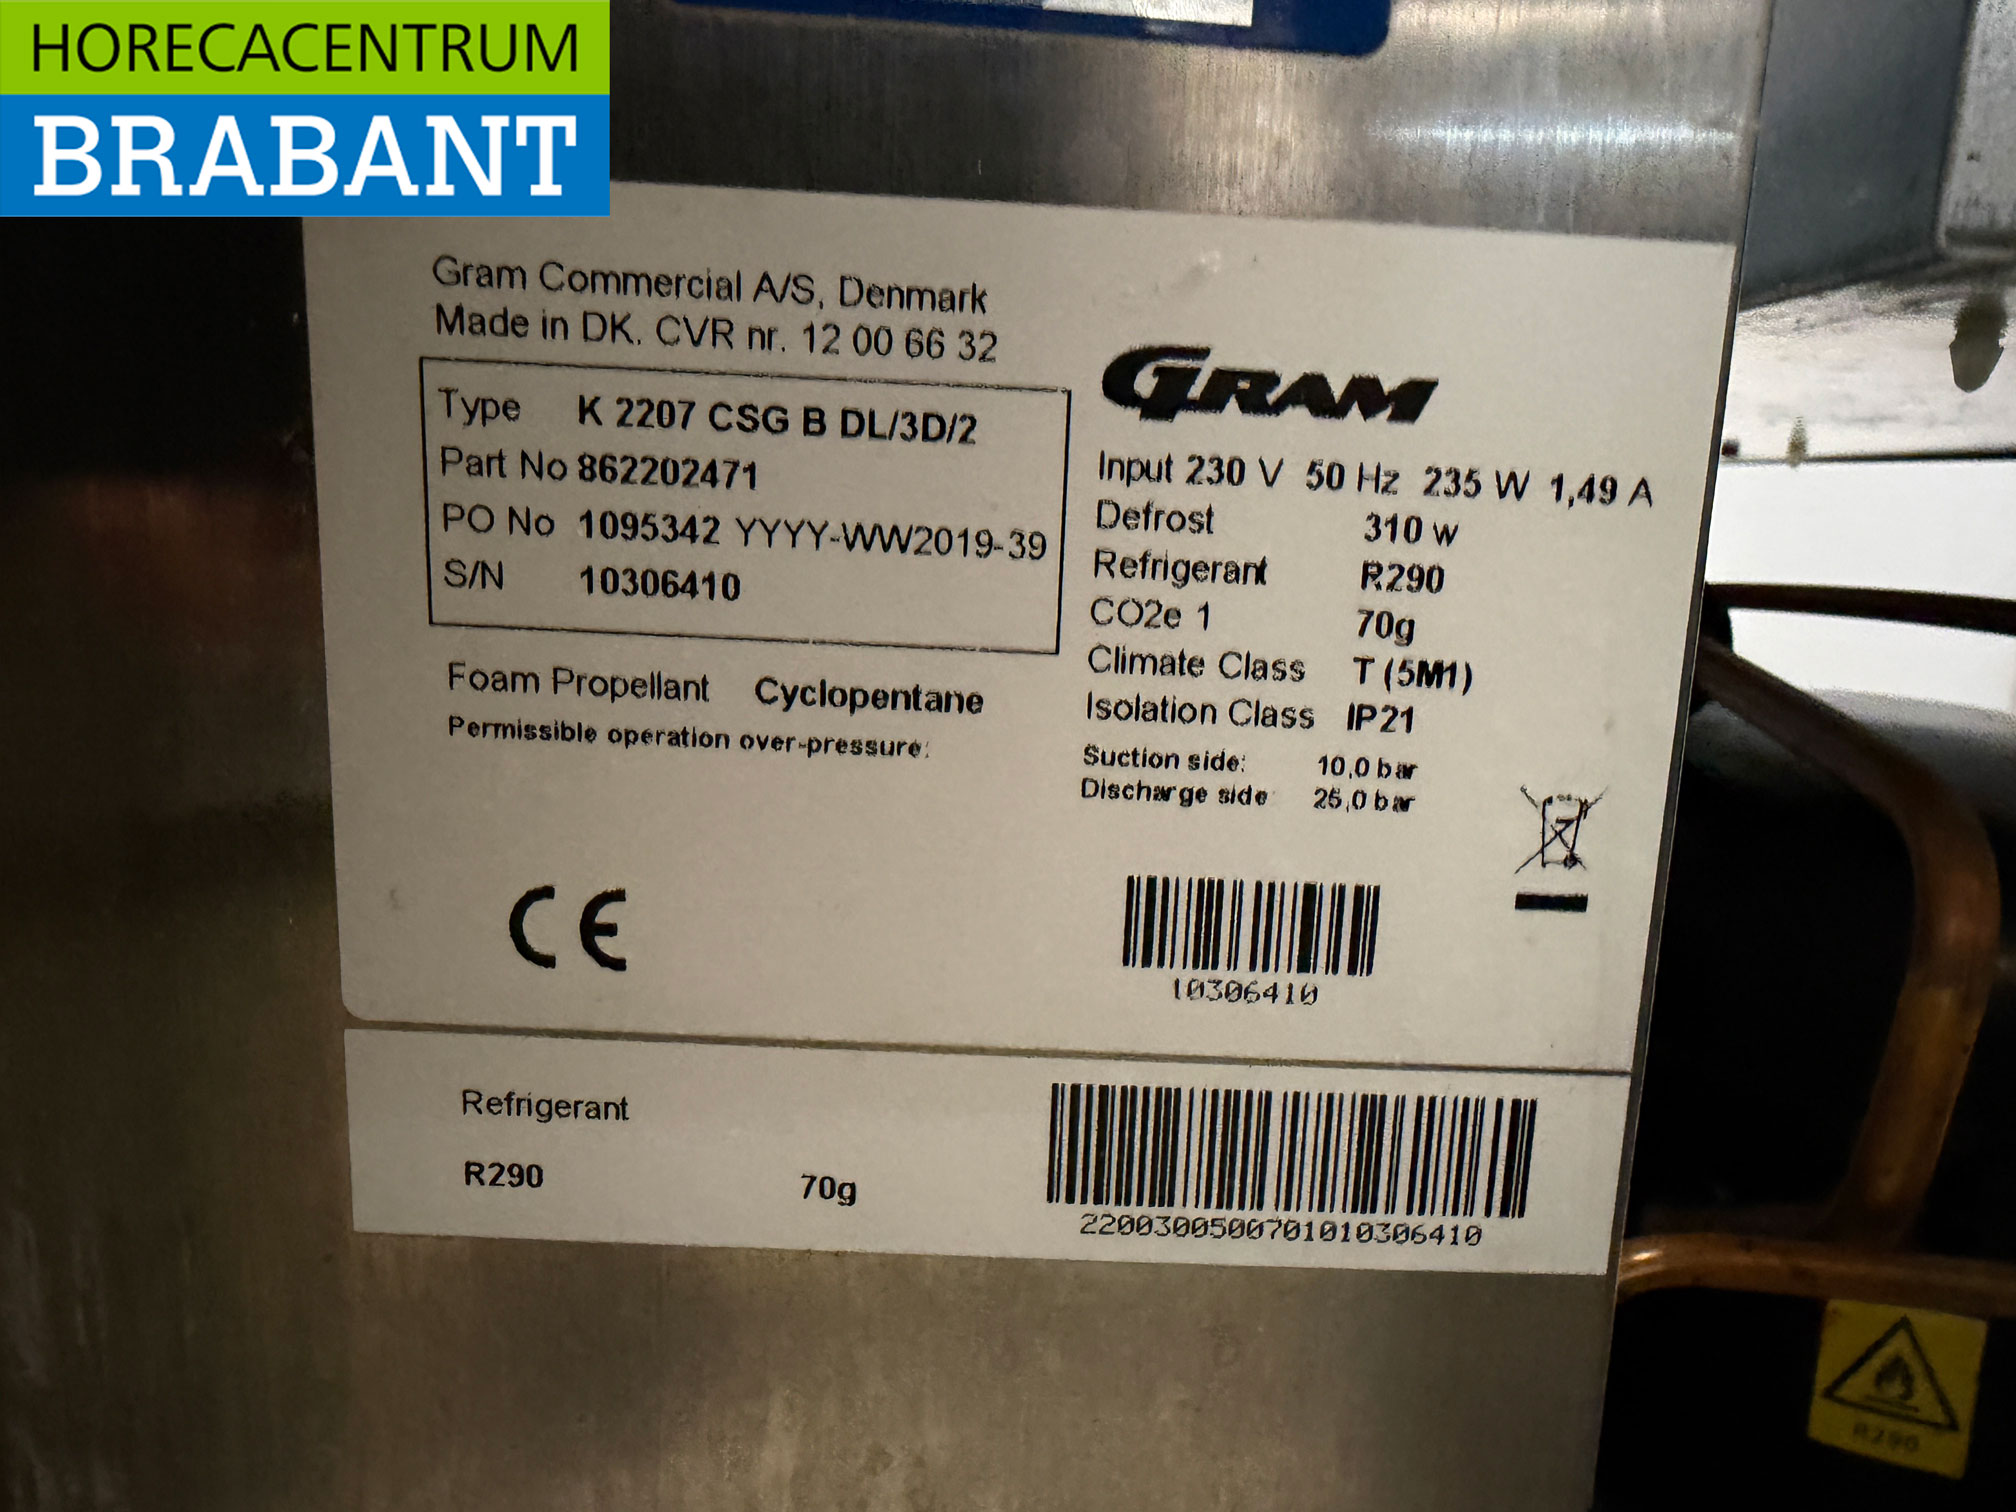 HORECACENTRUM
BRABANT
Gram Commercial A/S, Denmark
Made in DK. CVR nr. 12 00 66 32
Type K 2207 CSG B DL/3D/2
Part No 862202471
PO No 1095342 YYYY-WW2019-39
S/N 10306410
Foam Propellant Cyclopentane
Permissible operation over-pressure:
GRAM
Input 230 V 50 Hz 235 W 1,49 A
Defrost 310 w
Refrigerant R290
CO2e 1 70g
Climate Class T (5M1)
Isolation Class IP21
Suction side: 10,0 bar
Discharge side 25,0 bar
CE
10306410
Refrigerant
R290 70g
2200300500701010306410
R290